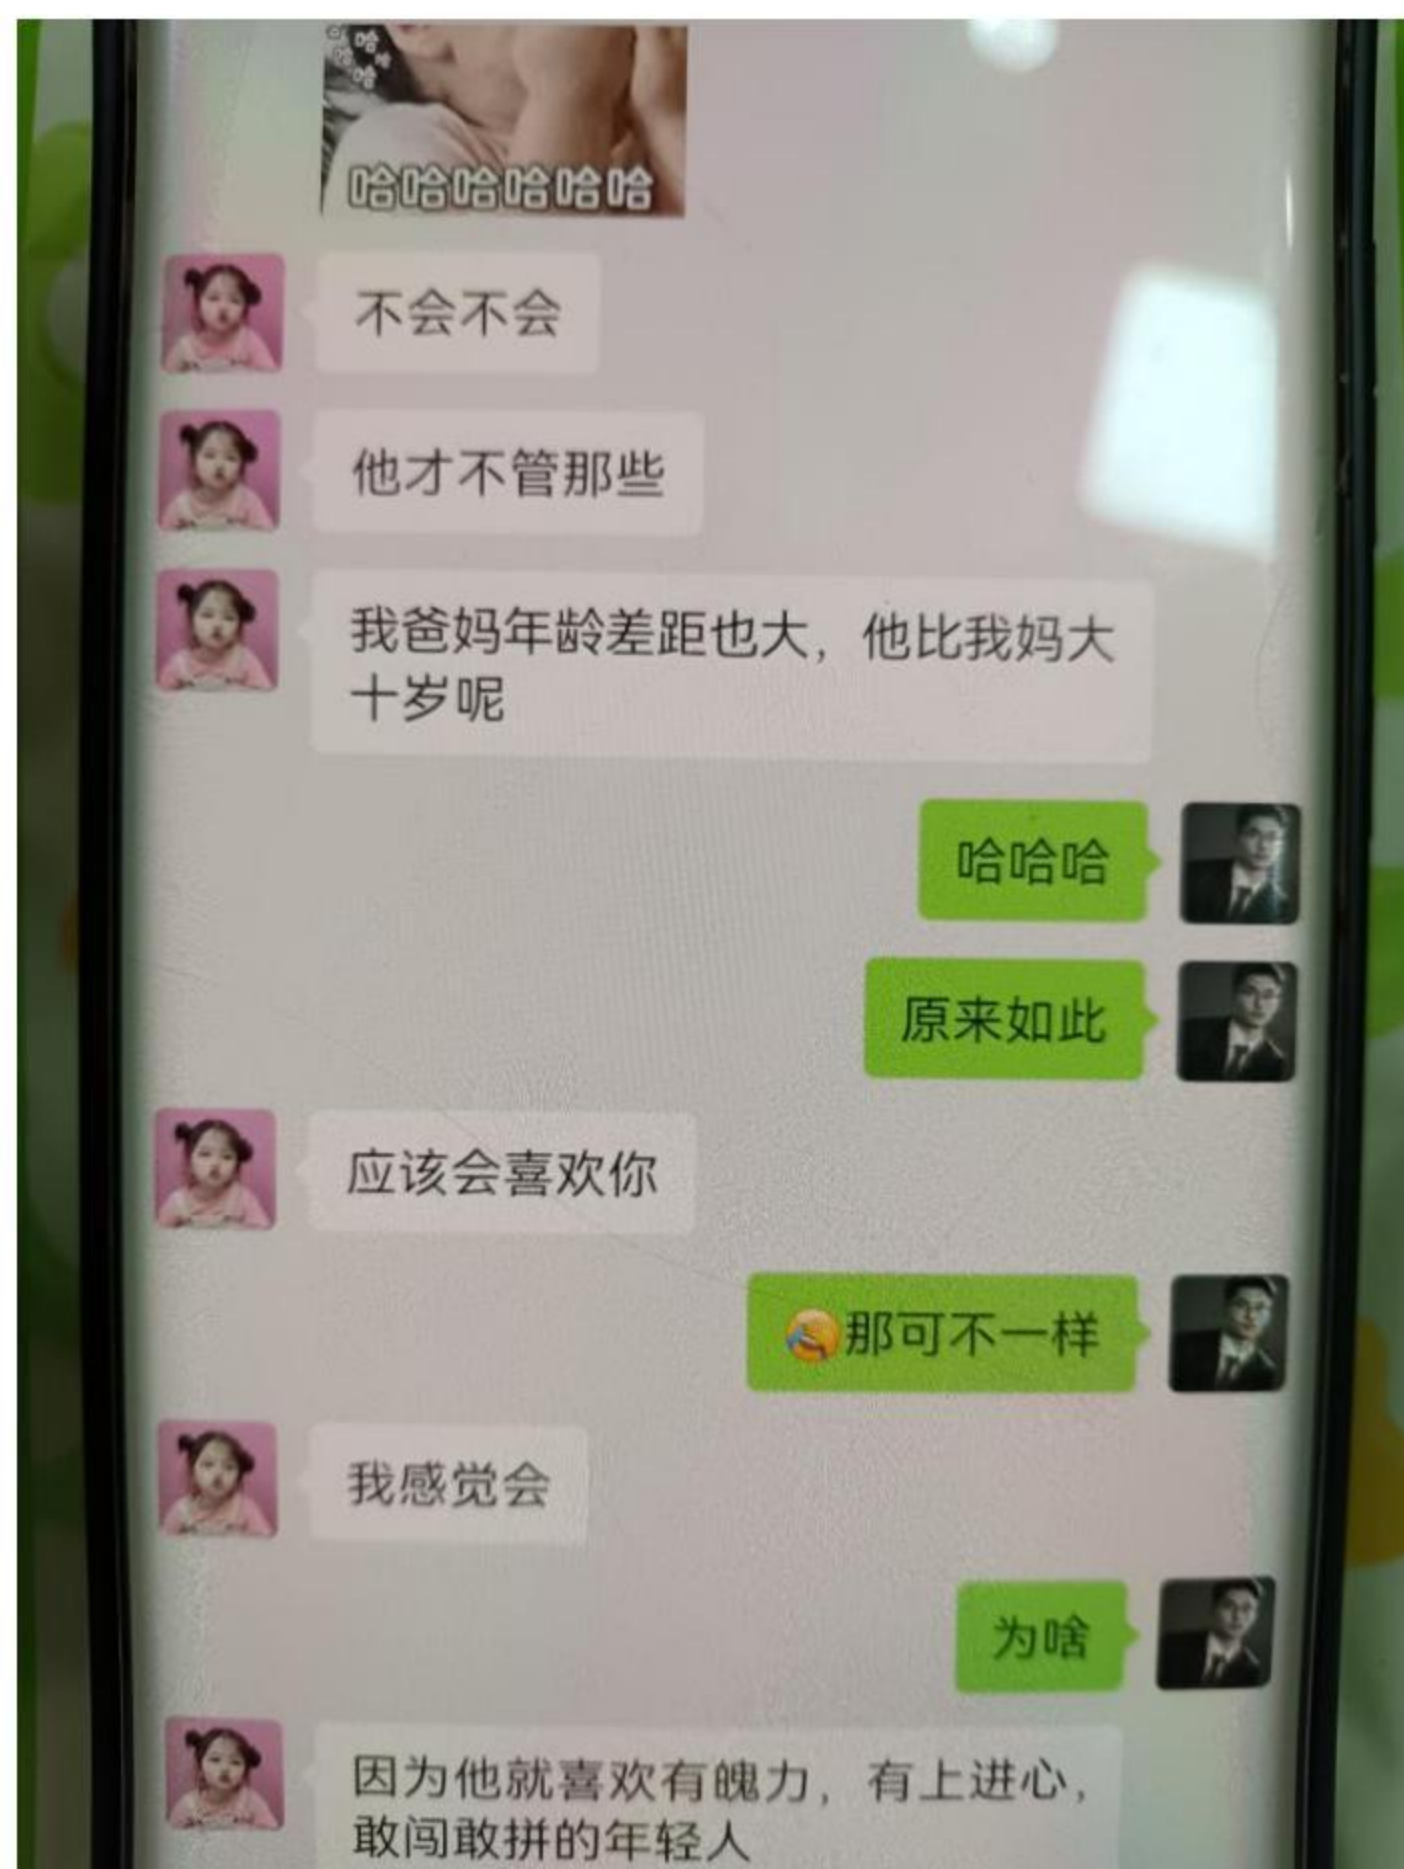 哈
哈
哈哈哈哈哈哈
不会不会
他才不管那些
我爸妈年龄差距也大，他比我妈大
十岁呢
哈哈哈
原来如此
应该会喜欢你
那可不一样
我感觉会
为啥
因为他就喜欢有魄力，有上进心，
敢闯敢拼的年轻人